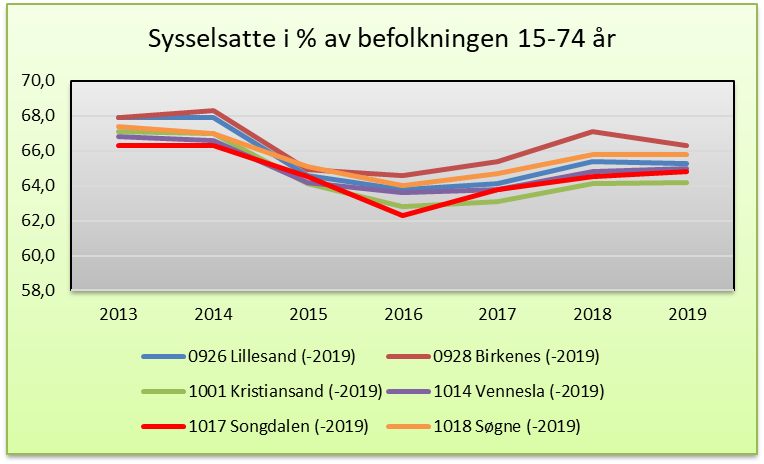 Sysselsatte i % av befolkningen 15-74 år
70,0
68,0
66,0
64,0
62,0
60,0
58,0
2013 2014 2015 2016 2017 2018 2019
0926 Lillesand (-2019) 0928 Birkenes (-2019)
1001 Kristiansand (-2019) 1014 Vennesla (-2019)
1017 Songdalen (-2019) 1018 Søgne (-2019)